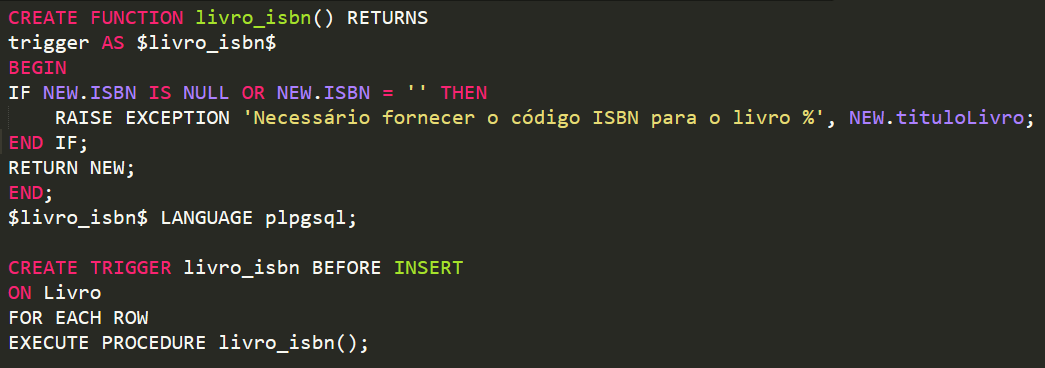 CREATE FUNCTION livro_isbn() RETURNS
trigger AS $livro_isbn$
BEGIN
IF NEW.ISBN IS NULL OR NEW.ISBN = '' THEN
    RAISE EXCEPTION 'Necessário fornecer o código ISBN para o livro %', NEW.tituloLivro;
END IF;
RETURN NEW;
END;
$livro_isbn$ LANGUAGE plpgsql;

CREATE TRIGGER livro_isbn BEFORE INSERT
ON Livro
FOR EACH ROW
EXECUTE PROCEDURE livro_isbn();